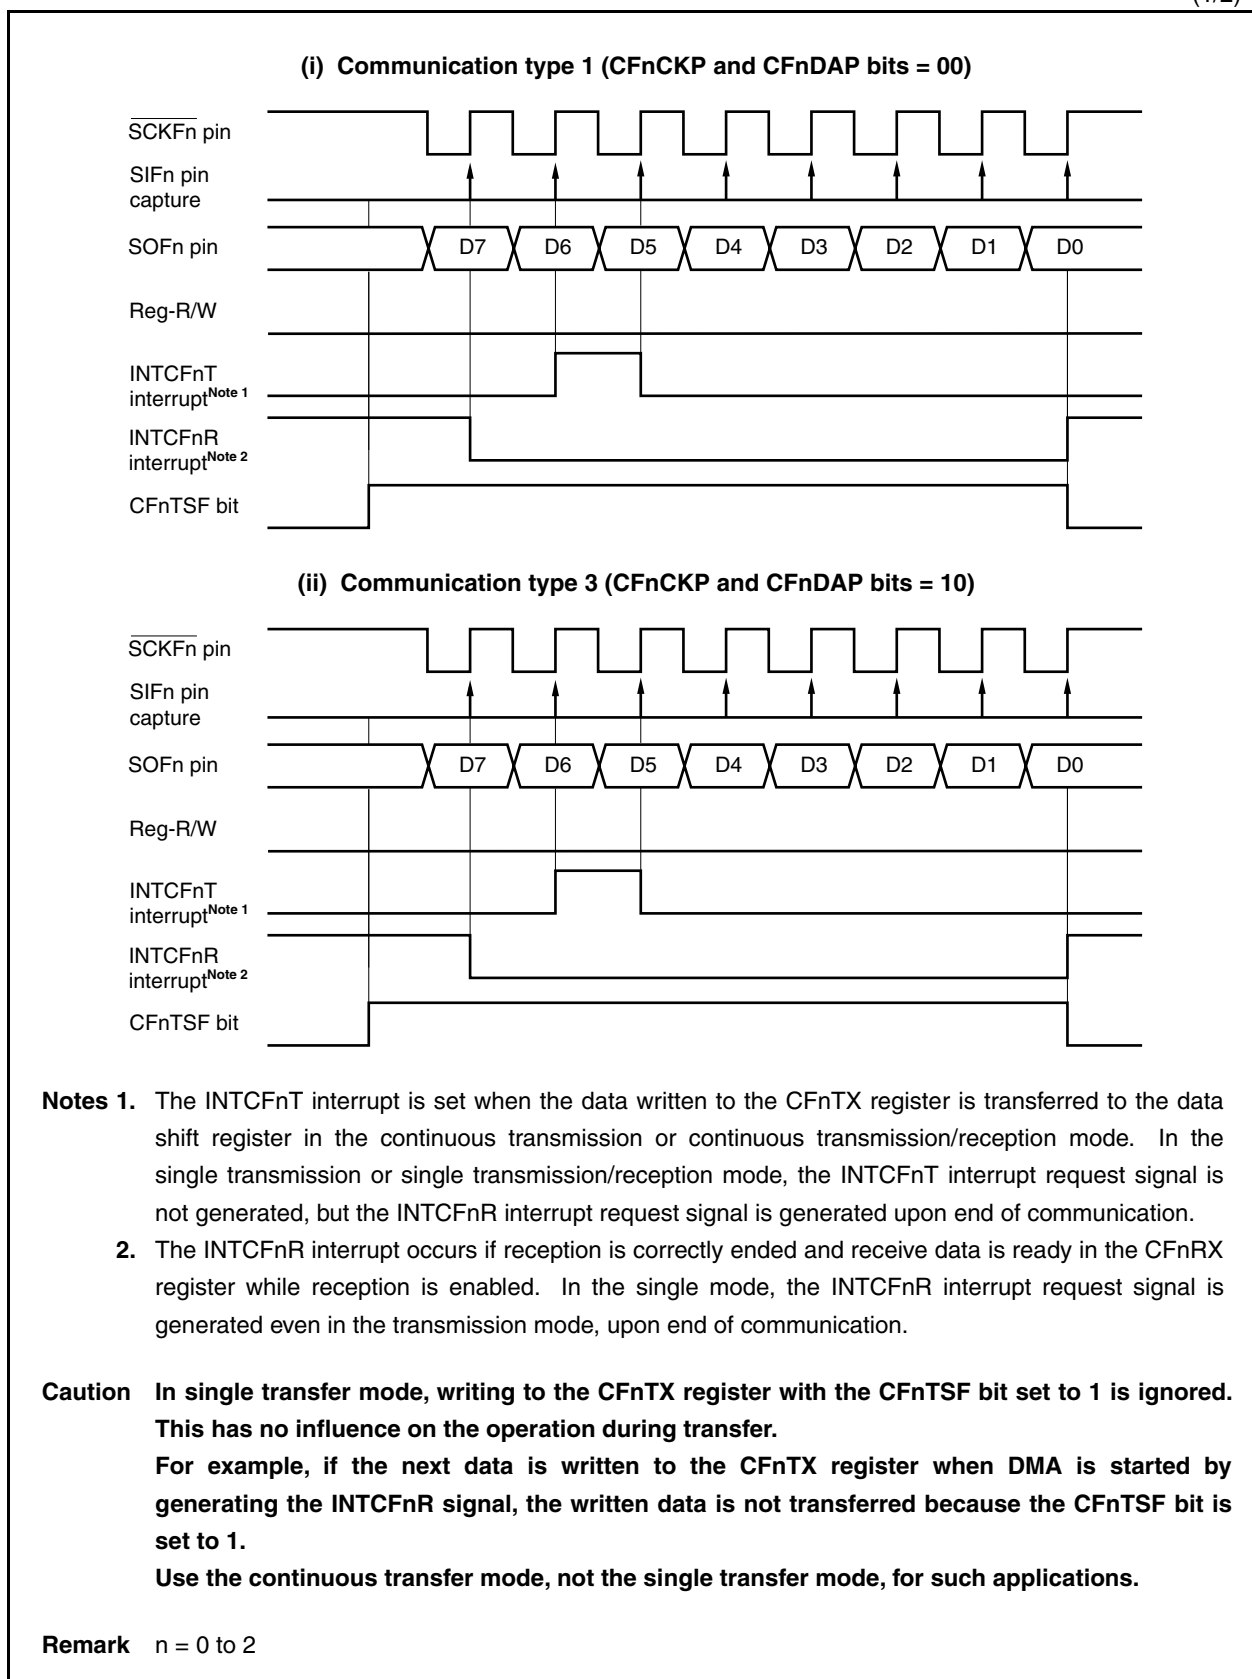 (i) Communication type 1 (CFnCKP and CFnDAP bits = 00)
SCKFn pin
SIFn pin
capture
SOFn pin D7 D6 D5 D4 D3 D2 D1 D0
Reg-R/W
INTCFnT
interrupt Note 1
INTCFnR
interrupt Note 2
CFnTSF bit
(ii) Communication type 3 (CFnCKP and CFnDAP bits = 10)
SCKFn pin
SIFn pin
capture
SOFn pin D7 D6 D5 D4 D3 D2 D1 D0
Reg-R/W
INTCFnT
interrupt Note 1
INTCFnR
interrupt Note 2
CFnTSF bit
Notes 1. The INTCFnT interrupt is set when the data written to the CFnTX register is transferred to the data
shift register in the continuous transmission or continuous transmission/reception mode. In the
single transmission or single transmission/reception mode, the INTCFnT interrupt request signal is
not generated, but the INTCFnR interrupt request signal is generated upon end of communication.
2. The INTCFnR interrupt occurs if reception is correctly ended and receive data is ready in the CFnRX
register while reception is enabled. In the single mode, the INTCFnR interrupt request signal is
generated even in the transmission mode, upon end of communication.
Caution In single transfer mode, writing to the CFnTX register with the CFnTSF bit set to 1 is ignored.
This has no influence on the operation during transfer.
For example, if the next data is written to the CFnTX register when DMA is started by
generating the INTCFnR signal, the written data is not transferred because the CFnTSF bit is
set to 1.
Use the continuous transfer mode, not the single transfer mode, for such applications.
Remark n = 0 to 2